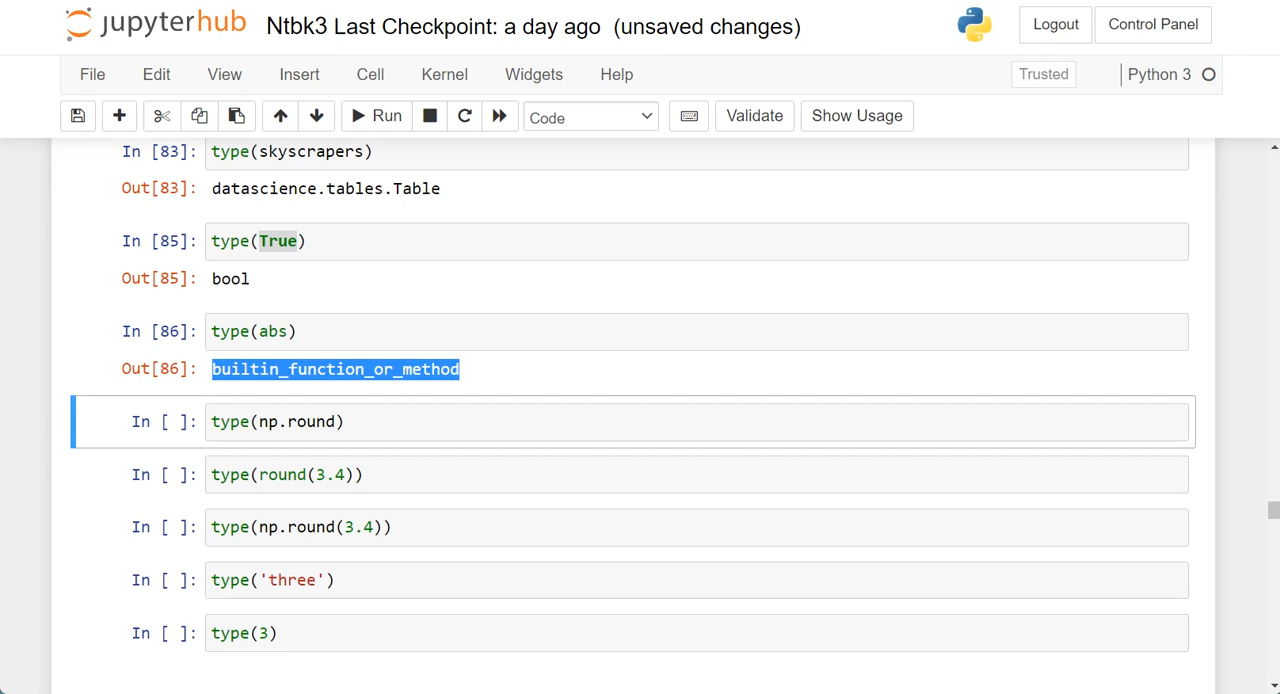 jupyterhub Ntbk3 Last Checkpoint: a day ago (unsaved changes) Logout Control Panel
File Edit View Insert Cell Kernel Widgets Help Trusted Python 3
Run Code Validate Show Usage
In [83]: type(skyscrapers)
Out[83]: datascience.tables.Table
In [85]: type(True)
Out[85]: bool
In [86]: type(abs)
Out[86]: builtin_function_or_method
In [ ]: type(np.round)
In [ ]: type(round(3.4))
In [ ]: type(np.round(3.4))
In [ ]: type('three')
In [ ]: type(3)